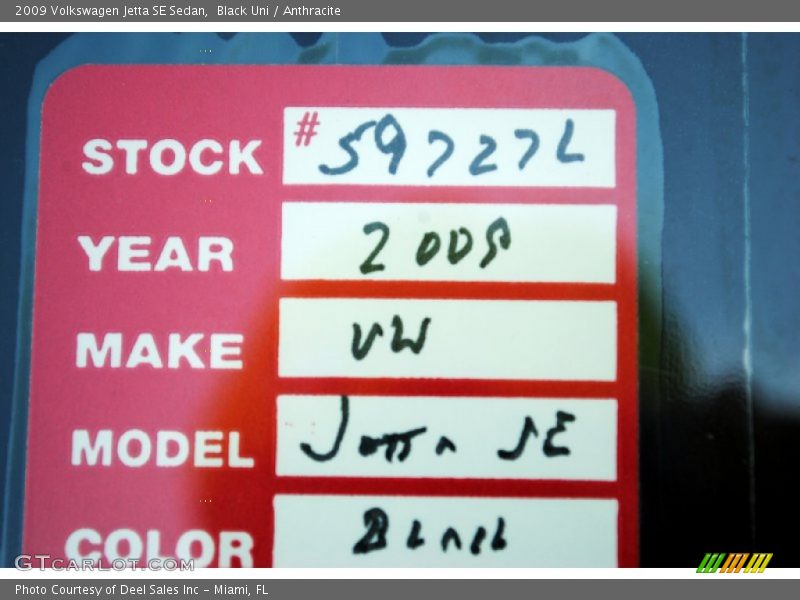 2009 Volkswagen Jetta SE Sedan,  Black Uni / Anthracite
STOCK # 59727L
YEAR 2009
MAKE VW
MODEL Jetta SE
COLOR Black
GTcarlot.com
Photo Courtesy of Deel Sales Inc - Miami, FL